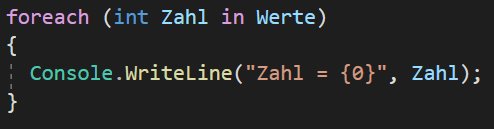 foreach (int Zahl in Werte)
{
Console.WriteLine("Zahl = {0}", Zahl);
}